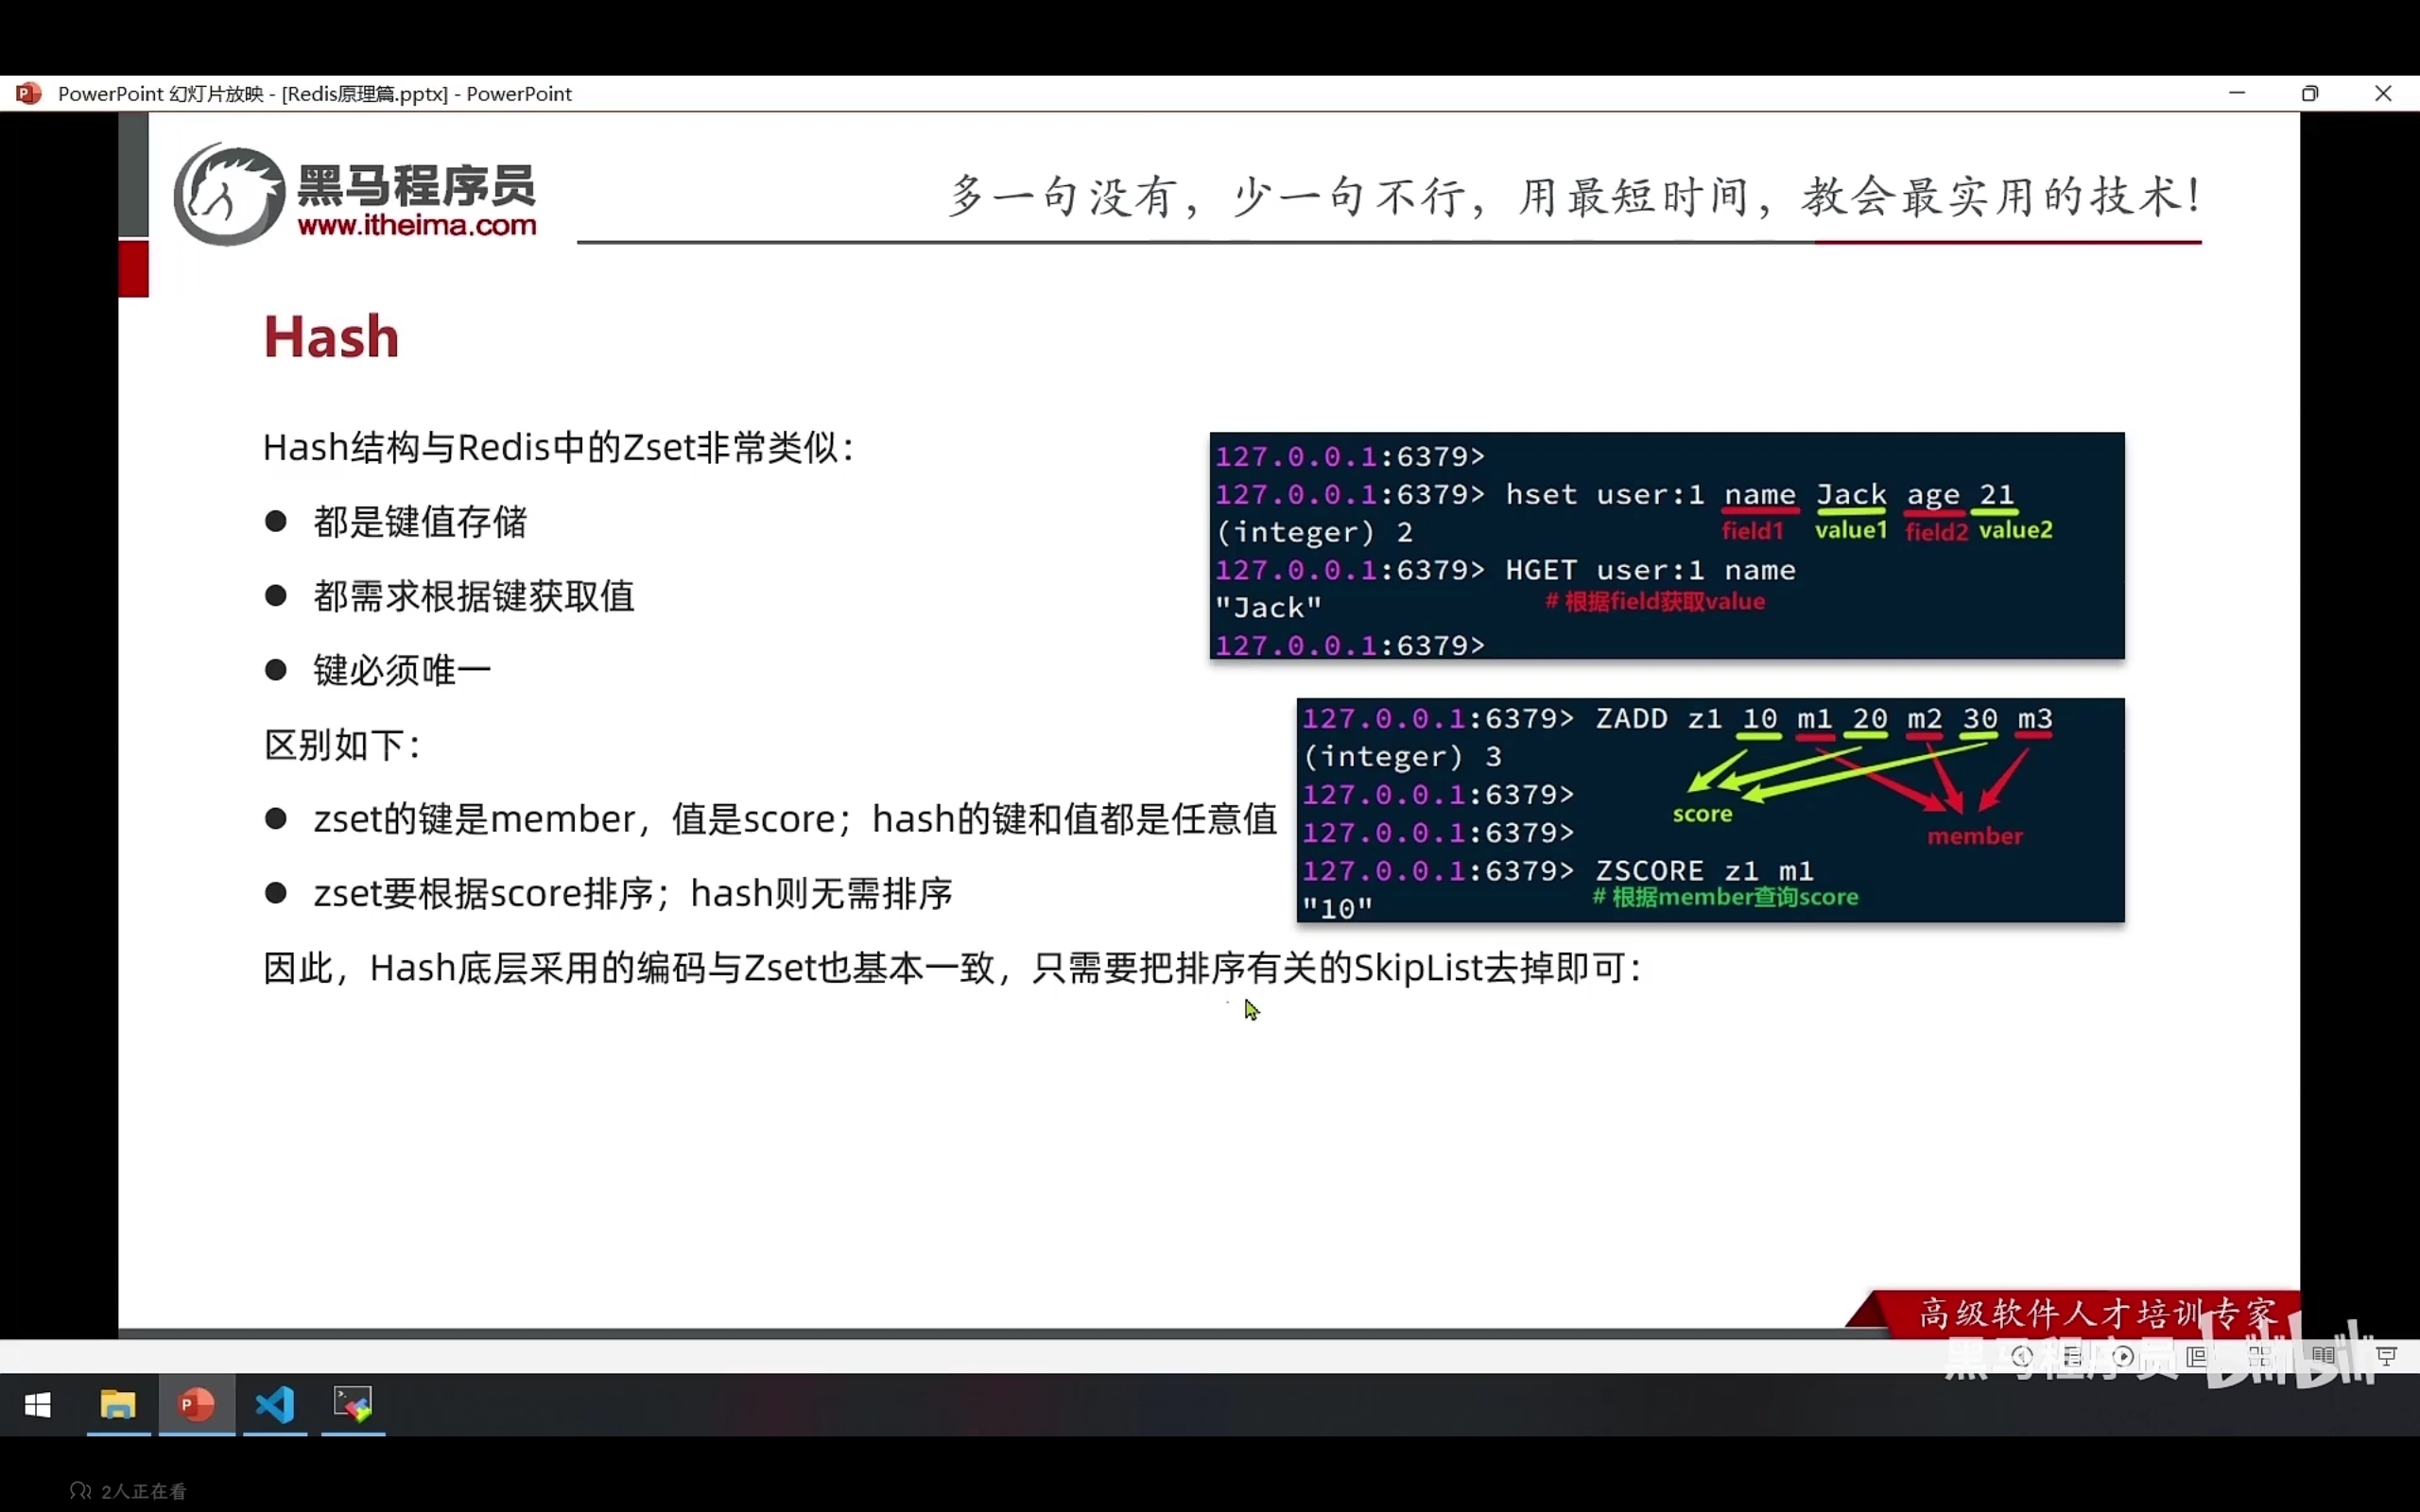 PowerPoint 幻灯片放映 - [Redis原理篇.pptx] - PowerPoint
黑马程序员
www.itheima.com
多一句没有，少一句不行，用最短时间，教会最实用的技术！
Hash
Hash结构与Redis中的Zset非常类似：
● 都是键值存储
● 都需求根据键获取值
● 键必须唯一
区别如下：
● zset的键是member，值是score；hash的键和值都是任意值
● zset要根据score排序；hash则无需排序
因此，Hash底层采用的编码与Zset也基本一致，只需要把排序有关的SkipList去掉即可：
127.0.0.1:6379>
127.0.0.1:6379> hset user:1 name Jack age 21
(integer) 2 field1 value1 field2 value2
127.0.0.1:6379> HGET user:1 name
"Jack" # 根据field获取value
127.0.0.1:6379>
127.0.0.1:6379> ZADD z1 10 m1 20 m2 30 m3
(integer) 3
127.0.0.1:6379>
score
127.0.0.1:6379>
member
127.0.0.1:6379> ZSCORE z1 m1
# 根据member查询score
"10"
高级软件人才培训专家
黑马程序员 bilibili
2人正在看